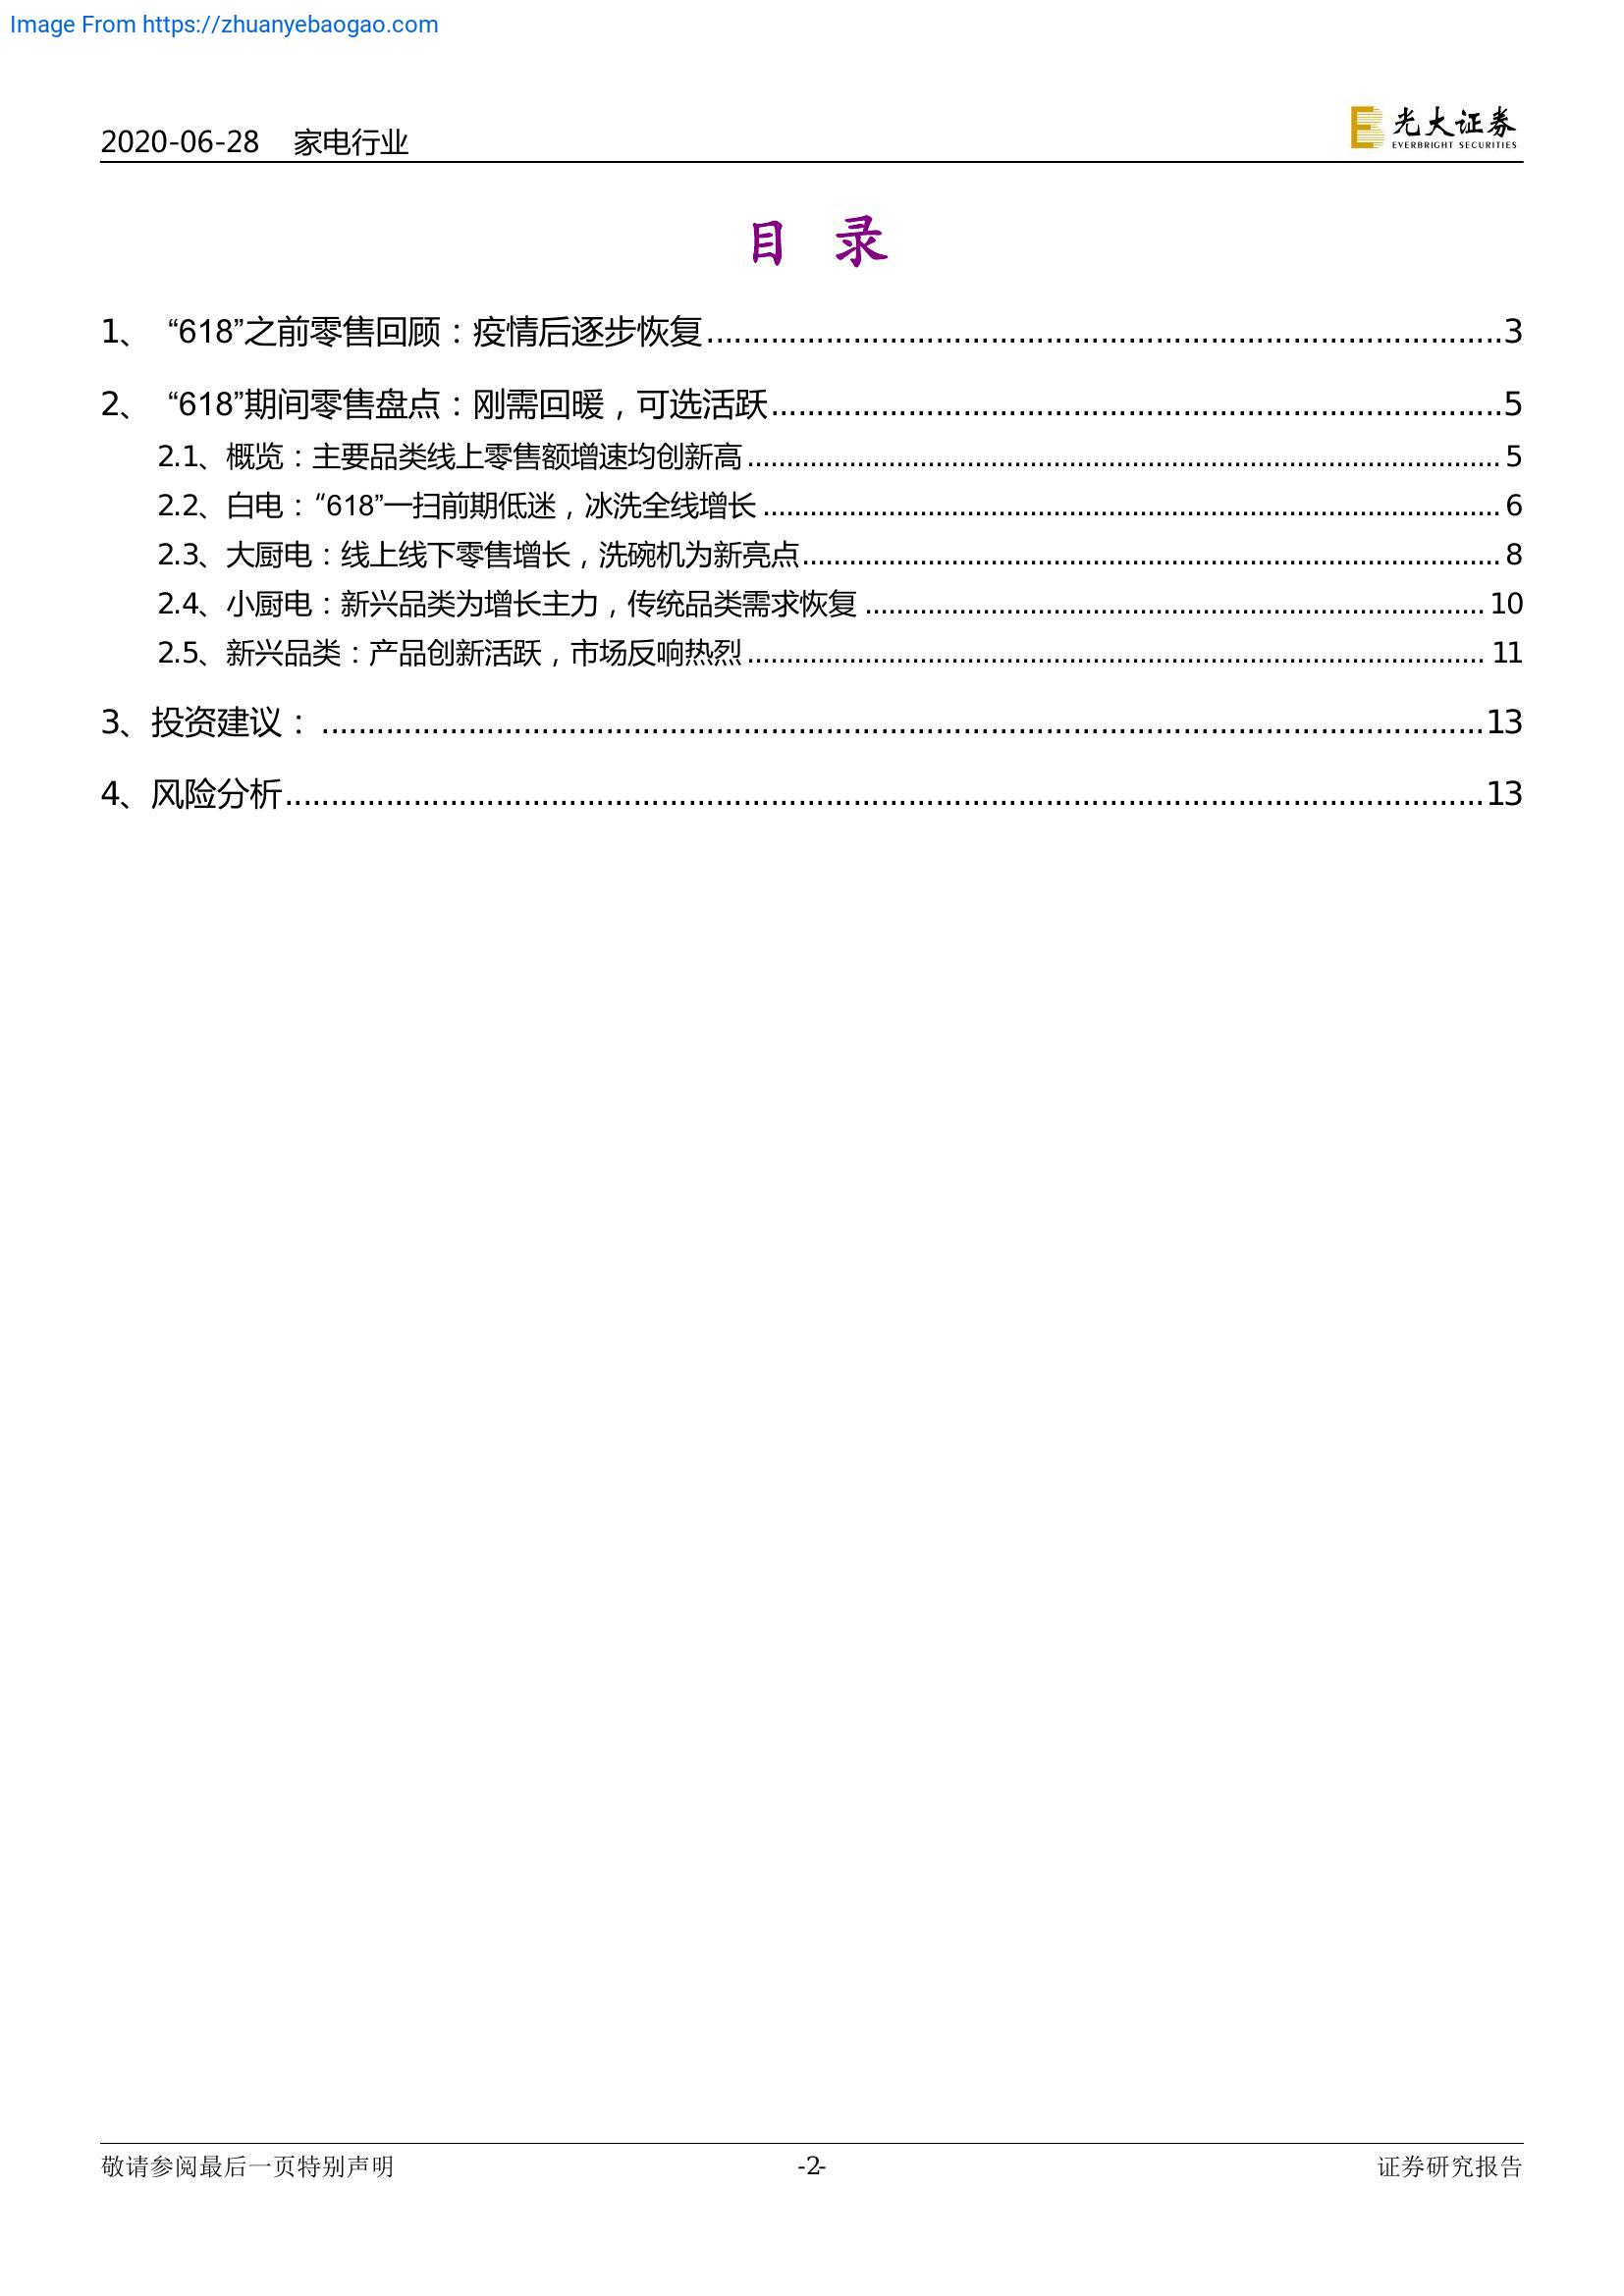 Image From https://zhuanyebaogao.com
2020-06-28 家电行业
光大证券
EVERBRIGHT SECURITIES
目 录
1、 “618”之前零售回顾：疫情后逐步恢复........................................................................................3
2、 “618”期间零售盘点：刚需回暖，可选活跃................................................................................5
2.1、概览：主要品类线上零售额增速均创新高................................................................................................ 5
2.2、白电：“618”一扫前期低迷，冰洗全线增长.............................................................................................. 6
2.3、大厨电：线上线下零售增长，洗碗机为新亮点......................................................................................... 8
2.4、小厨电：新兴品类为增长主力，传统品类需求恢复............................................................................... 10
2.5、新兴品类：产品创新活跃，市场反响热烈.............................................................................................. 11
3、投资建议：................................................................................................................................13
4、风险分析....................................................................................................................................13
敬请参阅最后一页特别声明 -2- 证券研究报告